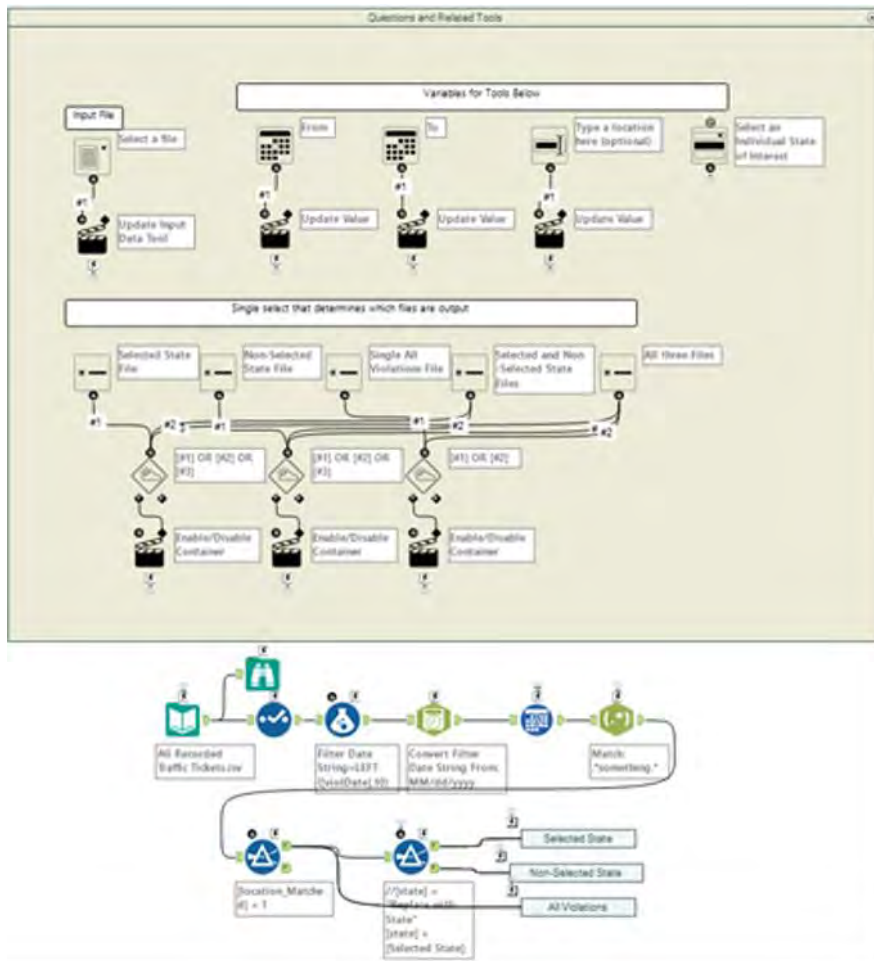 Questions and Related Tools
Variables for Tools Below
Input File
Select a file
From
To
Type a location
here (optional)
Select an
Individual State
of Interest
#1
#1
#1
#1
Update Input
Data Tool
Update Value
Update Value
Update Value
Single select that determines which files are output
Selected State
File
Non-Selected
State File
Single All
Violations File
Selected and Non
-Selected State
Files
All three Files
#1
#2
#1
#1
#2
#2
[#1] OR [#2] OR
[#3]
[#1] OR [#2] OR
[#3]
[#1] OR [#2]
Enable/Disable
Container
Enable/Disable
Container
Enable/Disable
Container
All Recorded
Traffic Tickets.csv
Filter Date
String=LEFT
([violDate],10)
Convert Filter
Date String From:
MM/dd/yyyy
Match:
.*something.*
[location_Matche
d] = 1
//[state] =
"Replace with
State"
[state] =
[Selected State]
Selected State
Non-Selected State
All Violations